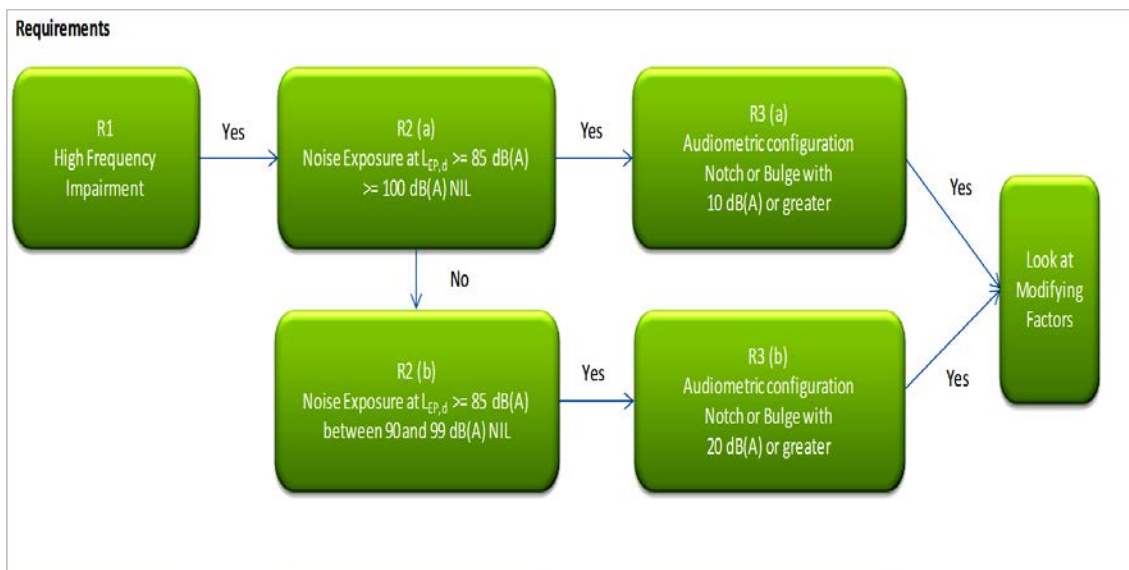 Requirements
R1
High Frequency
Impairment
Yes
R2 (a)
Noise Exposure at LEP,d >= 85 dB(A)
>= 100 dB(A) NIL
Yes
R3 (a)
Audiometric configuration
Notch or Bulge with
10 dB(A) or greater
Yes
Look at
Modifying
Factors
No
R2 (b)
Noise Exposure at LEP,d >= 85 dB(A)
between 90 and 99 dB(A) NIL
Yes
R3 (b)
Audiometric configuration
Notch or Bulge with
20 dB(A) or greater
Yes